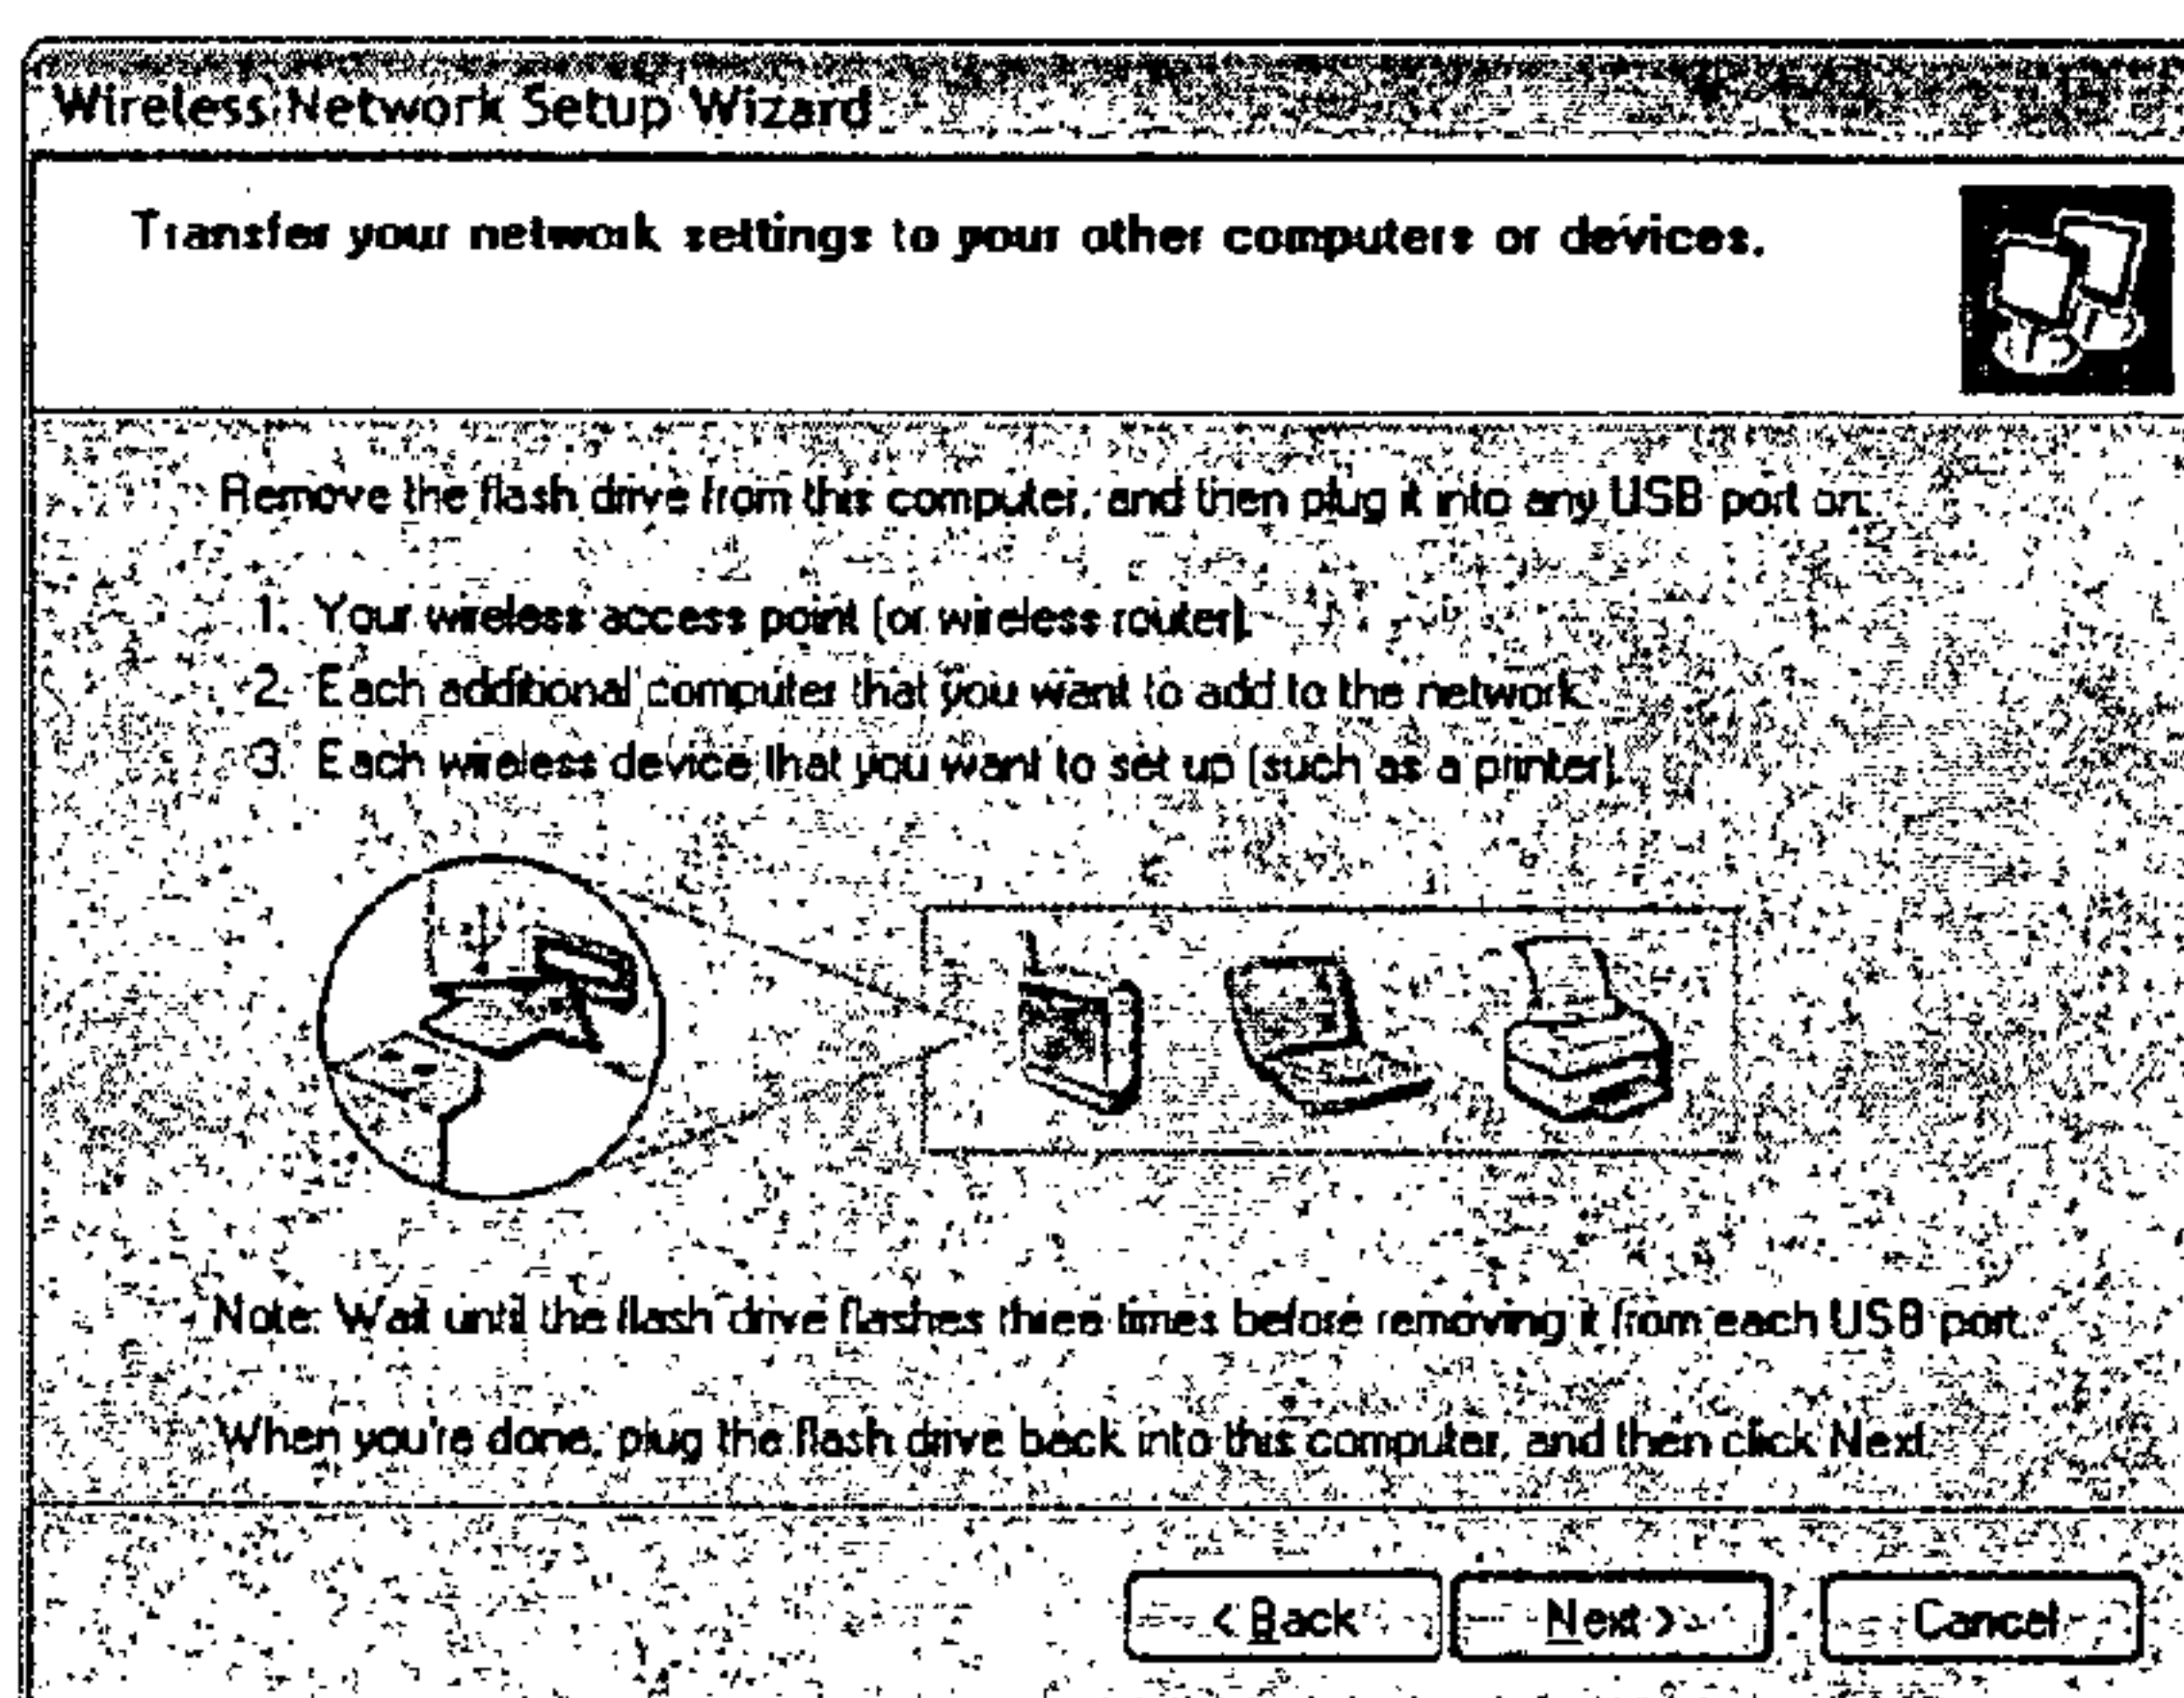 Wireless Network Setup Wizard
Transfer your network settings to your other computers or devices.
Remove the flash drive from this computer, and then plug it into any USB port on:
1. Your wireless access point (or wireless router).
2. Each additional computer that you want to add to the network.
3. Each wireless device that you want to set up (such as a printer).
Note: Wait until the flash drive flashes three times before removing it from each USB port.
When you're done, plug the flash drive back into this computer, and then click Next.
< Back Next > Cancel